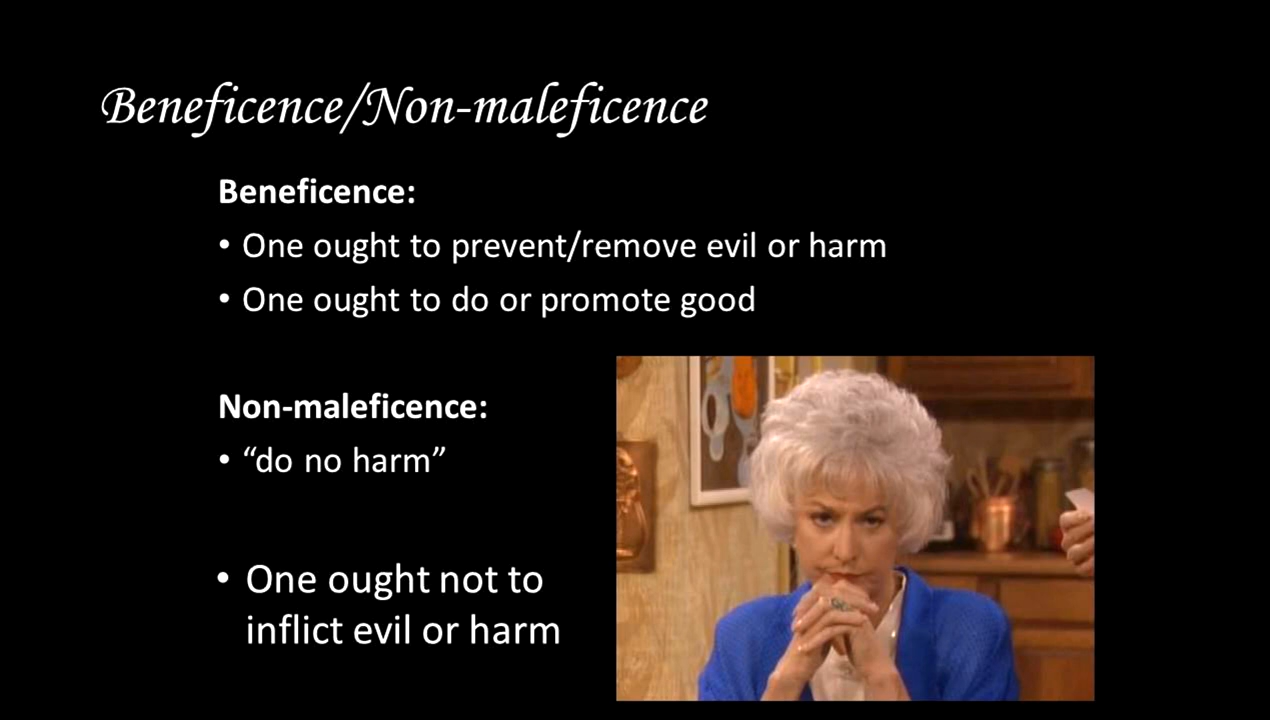 Beneficence/Non-maleficence
Beneficence:
• One ought to prevent/remove evil or harm
• One ought to do or promote good
Non-maleficence:
• “do no harm”
• One ought not to
inflict evil or harm